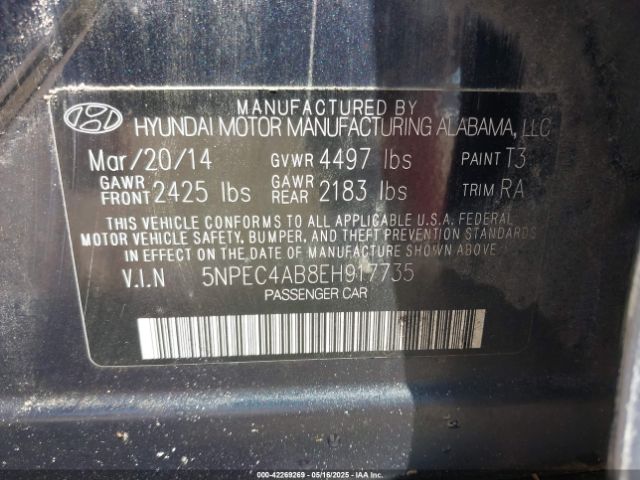 MANUFACTURED BY
HYUNDAI MOTOR MANUFACTURING ALABAMA, LLC
Mar/20/14 GVWR 4497 lbs PAINT T3
GAWR FRONT 2425 lbs GAWR REAR 2183 lbs TRIM RA
THIS VEHICLE CONFORMS TO ALL APPLICABLE U.S.A. FEDERAL
MOTOR VEHICLE SAFETY, BUMPER, AND THEFT PREVENTION STANDARDS
IN EFFECT ON THE DATE OF MANUFACTURE SHOWN ABOVE.
V.I.N 5NPEC4AB8EH917735
PASSENGER CAR
000-42269269 - 05/16/2025 - IAAI.COM